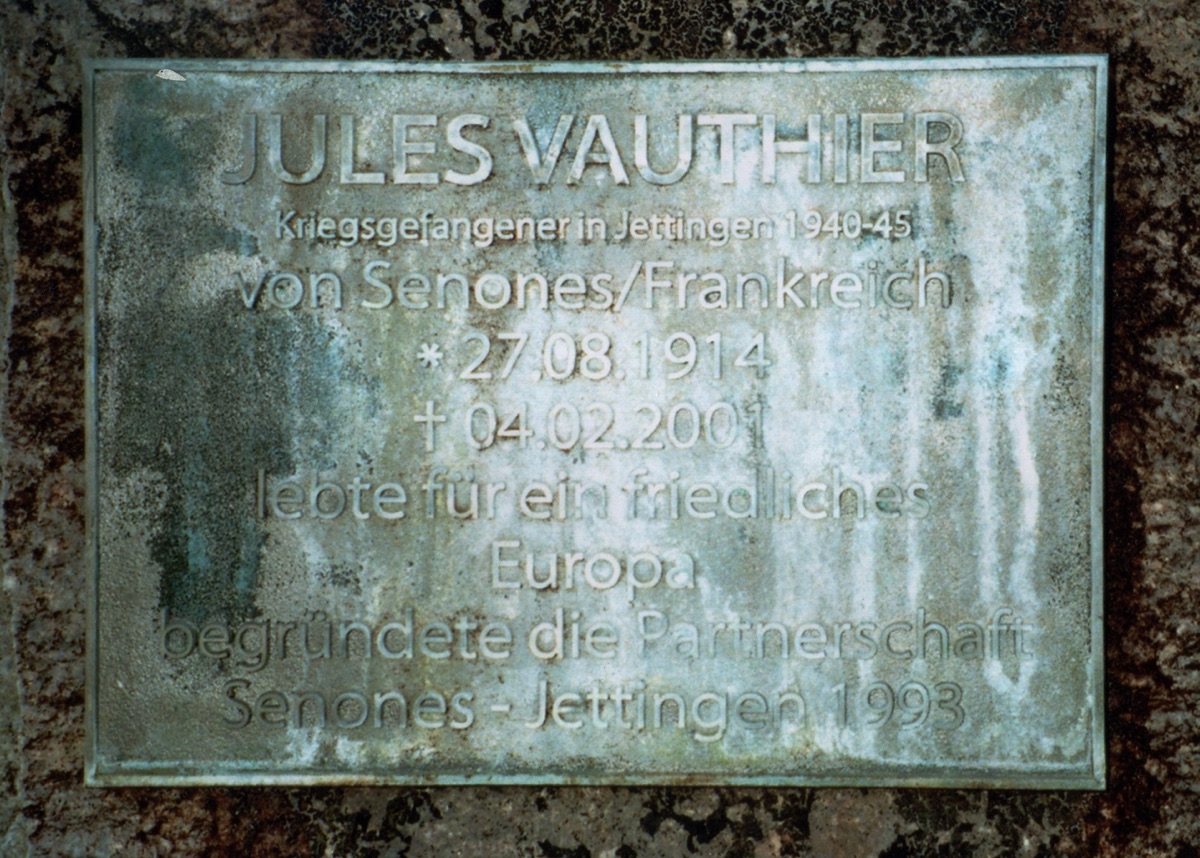 JULES VAUTHIER
Kriegsgefangener in Jettingen 1940-45
von Senones/Frankreich
* 27.08.1914
† 04.02.2001
lebte für ein friedliches
Europa
begründete die Partnerschaft
Senones - Jettingen 1993